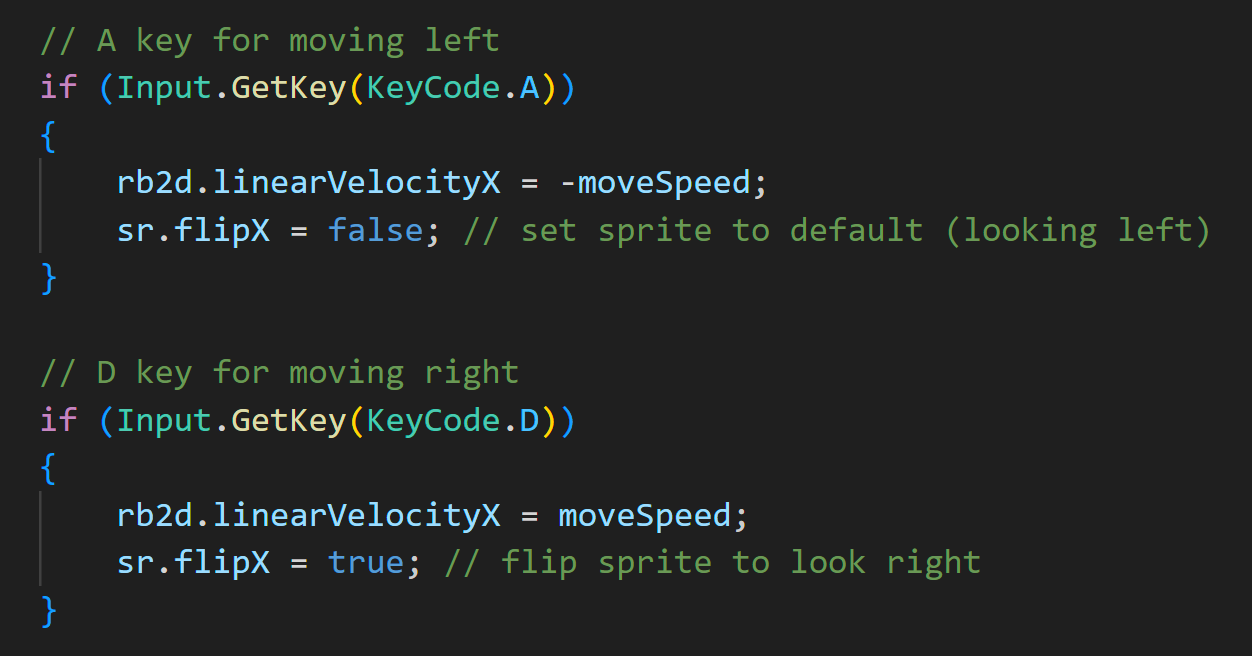 // A key for moving left
if (Input.GetKey(KeyCode.A))
{
    rb2d.linearVelocityX = -moveSpeed;
    sr.flipX = false; // set sprite to default (looking left)
}

// D key for moving right
if (Input.GetKey(KeyCode.D))
{
    rb2d.linearVelocityX = moveSpeed;
    sr.flipX = true; // flip sprite to look right
}